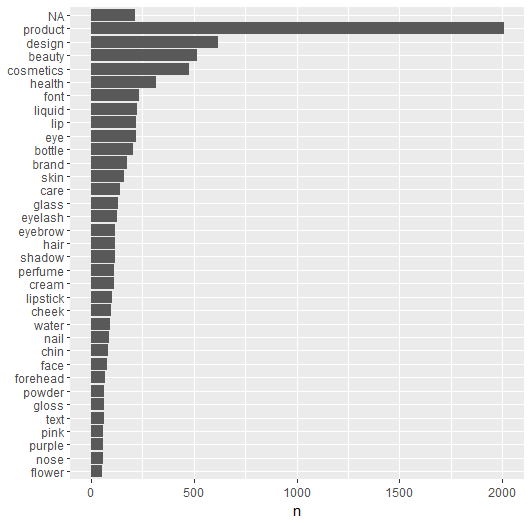 NA
product
design
beauty
cosmetics
health
font
liquid
lip
eye
bottle
brand
skin
care
glass
eyelash
eyebrow
hair
shadow
perfume
cream
lipstick
cheek
water
nail
chin
face
forehead
powder
gloss
text
pink
purple
nose
flower
0 500 1000 1500 2000
n